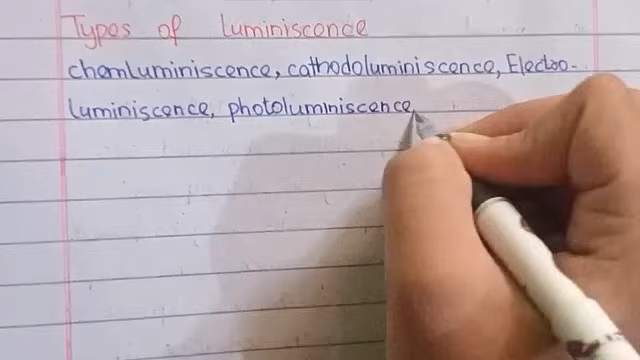 Types of luminiscence
chemluminiscence, cathodoluminiscence, Electro-
luminiscence, photoluminiscence,